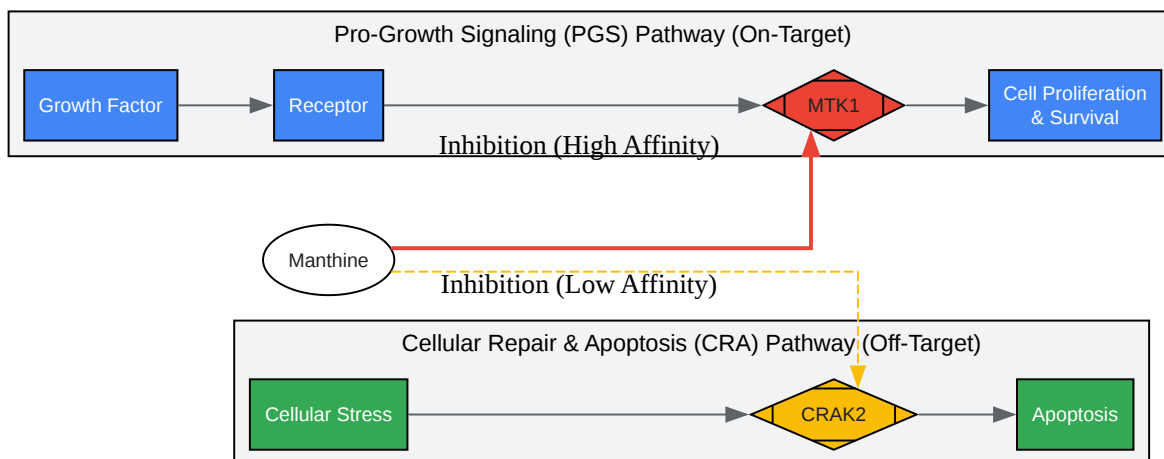 Pro-Growth Signaling (PGS) Pathway (On-Target)
Growth Factor
Receptor
MTK1
Cell Proliferation
& Survival
Inhibition (High Affinity)
Manthine
Inhibition (Low Affinity)
Cellular Repair & Apoptosis (CRA) Pathway (Off-Target)
Cellular Stress
CRAK2
Apoptosis